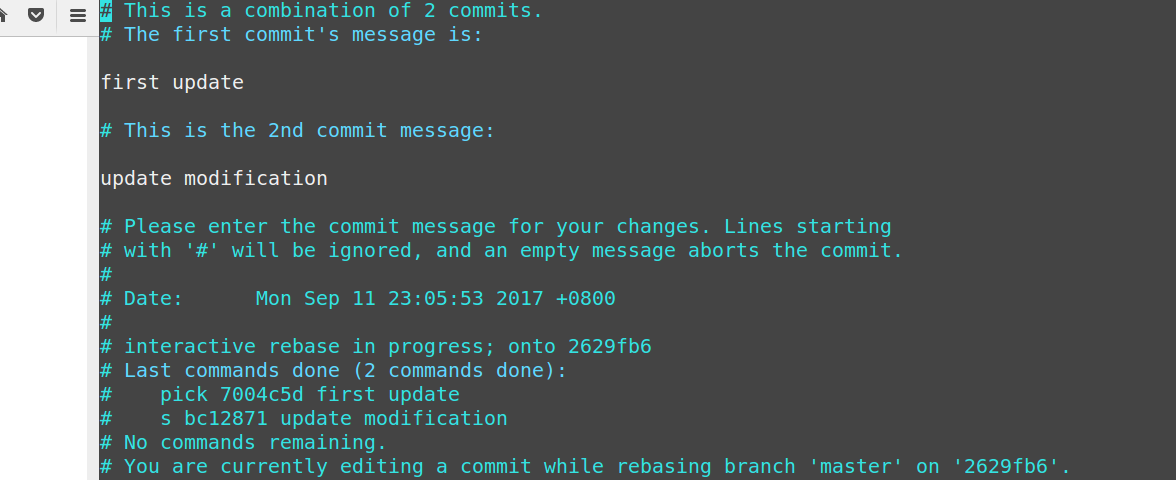 # This is a combination of 2 commits.
# The first commit's message is:
first update
# This is the 2nd commit message:
update modification
# Please enter the commit message for your changes. Lines starting
# with '#' will be ignored, and an empty message aborts the commit.
#
# Date:      Mon Sep 11 23:05:53 2017 +0800
#
# interactive rebase in progress; onto 2629fb6
# Last commands done (2 commands done):
#    pick 7004c5d first update
#    s bc12871 update modification
# No commands remaining.
# You are currently editing a commit while rebasing branch 'master' on '2629fb6'.